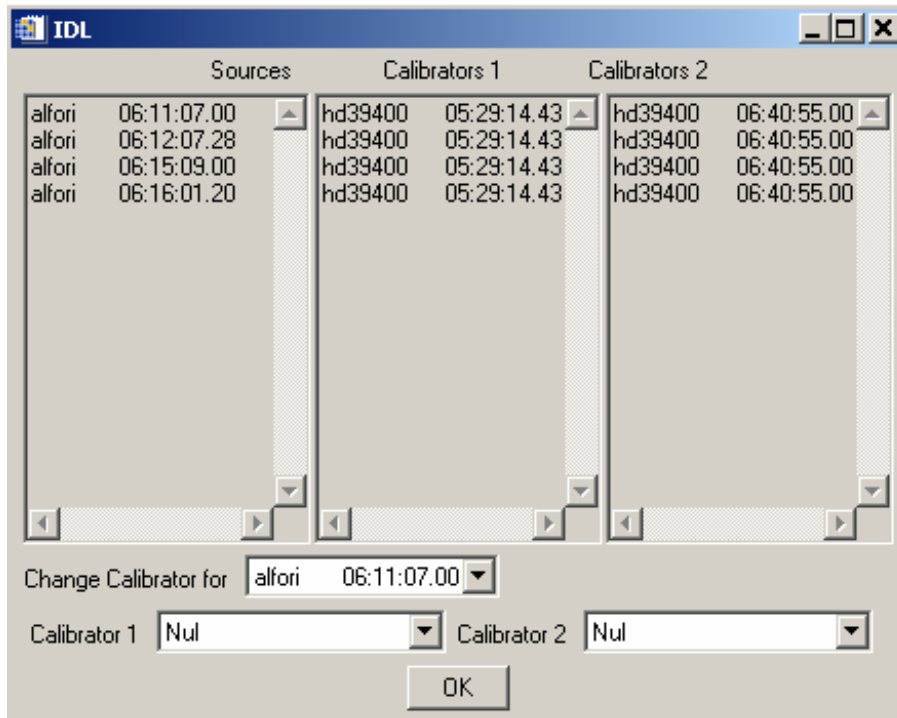 IDL
Sources Calibrators 1 Calibrators 2
alfori 06:11:07.00 hd39400 05:29:14.43 hd39400 06:40:55.00
alfori 06:12:07.28 hd39400 05:29:14.43 hd39400 06:40:55.00
alfori 06:15:09.00 hd39400 05:29:14.43 hd39400 06:40:55.00
alfori 06:16:01.20 hd39400 05:29:14.43 hd39400 06:40:55.00
Change Calibrator for alfori 06:11:07.00
Calibrator 1 Nul Calibrator 2 Nul
OK